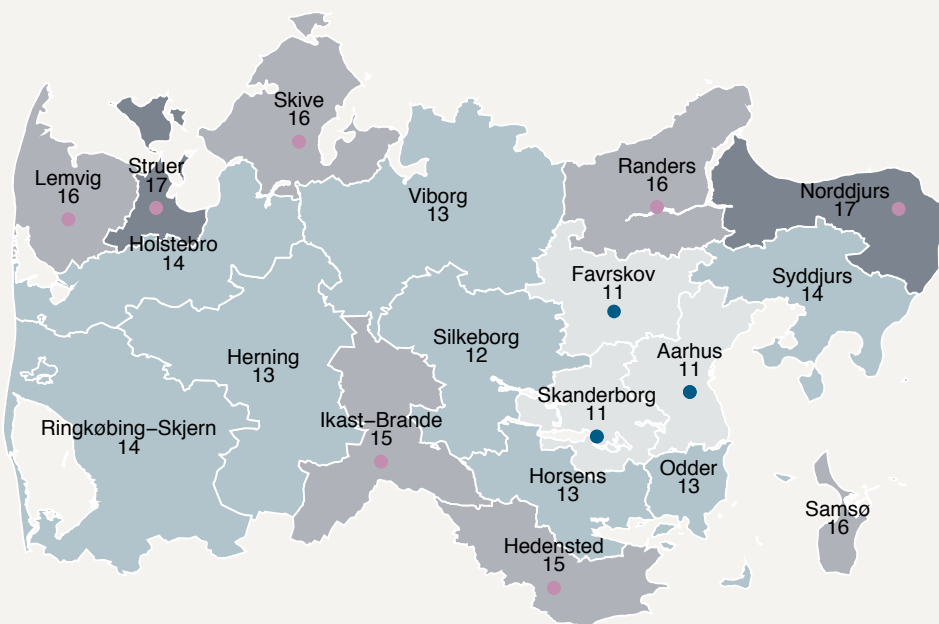 Skive
16
Lemvig
16
Struer
17
Randers
16
Norddjurs
17
Viborg
13
Holstebro
14
Favrskov
11
Syddjurs
14
Silkeborg
12
Herning
13
Aarhus
11
Skanderborg
11
Ringkøbing–Skjern
14
Ikast–Brande
15
Horsens
13
Odder
13
Samsø
16
Hedensted
15